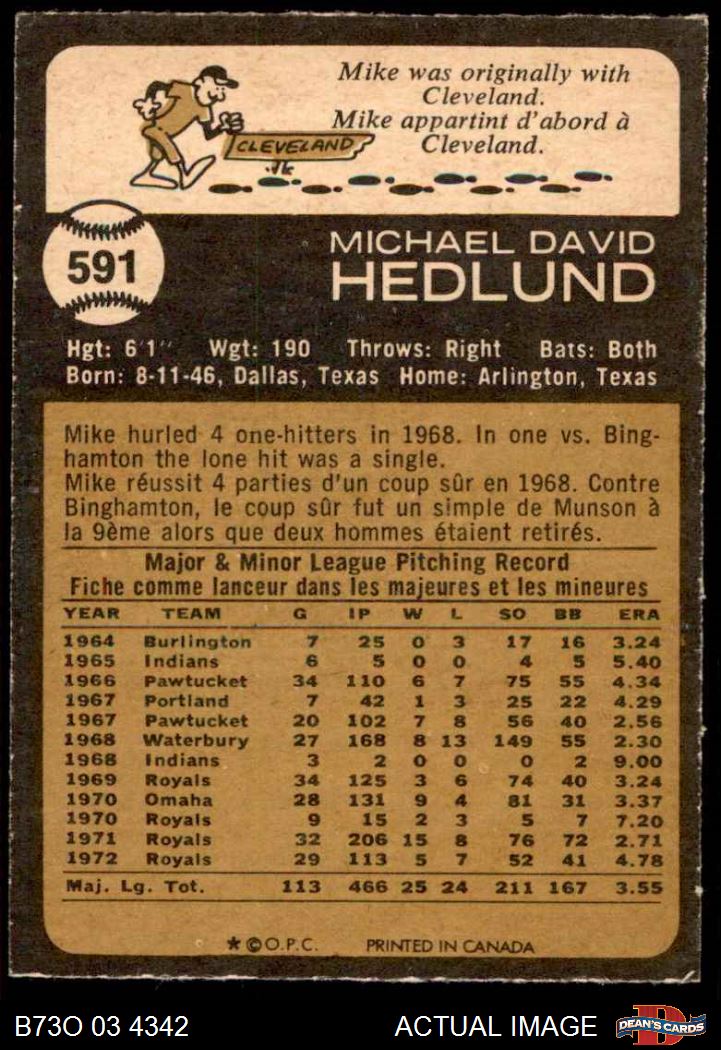 Mike was originally with
Cleveland.
Mike appartint d'abord à
Cleveland.
CLEVELAND
591
MICHAEL DAVID
HEDLUND
Hgt: 6'1" Wgt: 190 Throws: Right Bats: Both
Born: 8-11-46, Dallas, Texas Home: Arlington, Texas
Mike hurled 4 one-hitters in 1968. In one vs. Bing-
hamton the lone hit was a single.
Mike réussit 4 parties d'un coup sûr en 1968. Contre
Binghamton, le coup sûr fut un simple de Munson à
la 9ème alors que deux hommes étaient retirés.
Major & Minor League Pitching Record
Fiche comme lanceur dans les majeures et les mineures
YEAR TEAM G IP W L SO BB ERA
1964 Burlington 7 25 0 3 17 16 3.24
1965 Indians 6 5 0 0 4 5 5.40
1966 Pawtucket 34 110 6 7 75 55 4.34
1967 Portland 7 42 1 3 25 22 4.29
1967 Pawtucket 20 102 7 8 56 40 2.56
1968 Waterbury 27 168 8 13 149 55 2.30
1968 Indians 3 2 0 0 0 2 9.00
1969 Royals 34 125 3 6 74 40 3.24
1970 Omaha 28 131 9 4 81 31 3.37
1970 Royals 9 15 2 3 5 7 7.20
1971 Royals 32 206 15 8 76 72 2.71
1972 Royals 29 113 5 7 52 41 4.78
Maj. Lg. Tot. 113 466 25 24 211 167 3.55
* © O.P.C. PRINTED IN CANADA
B73O 03 4342 ACTUAL IMAGE D DEAN'S CARDS